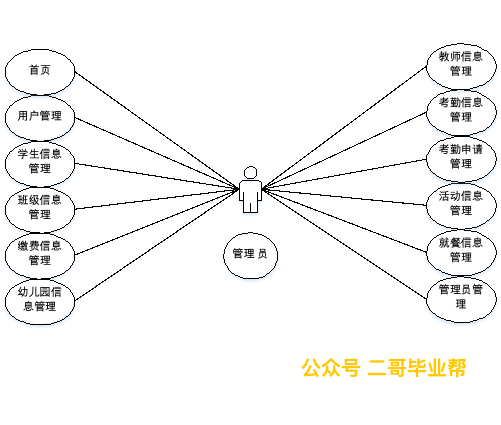 首页
用户管理
学生信息
管理
班级信息
管理
缴费信息
管理
幼儿园信
息管理
管理员
教师信息
管理
考勤信息
管理
考勤申请
管理
活动信息
管理
就餐信息
管理
管理员管
理
公众号 二哥毕业帮